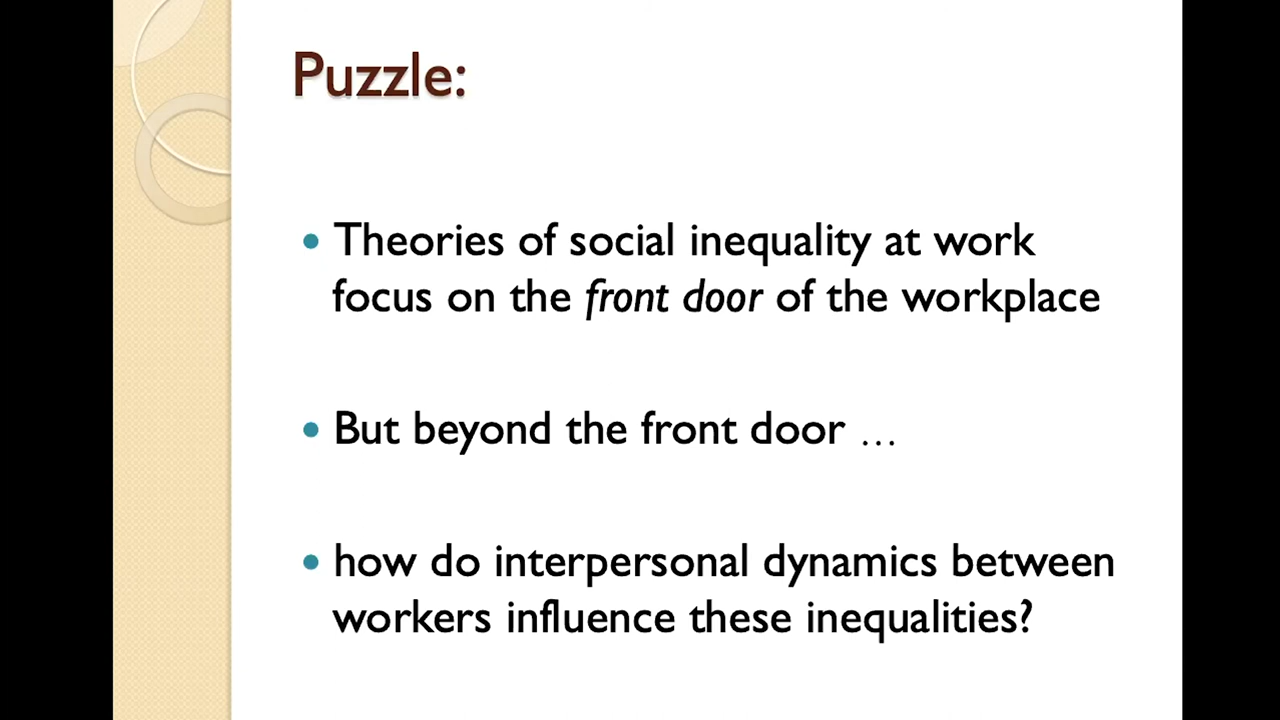 Puzzle:
• Theories of social inequality at work
focus on the front door of the workplace
• But beyond the front door …
• how do interpersonal dynamics between
workers influence these inequalities?